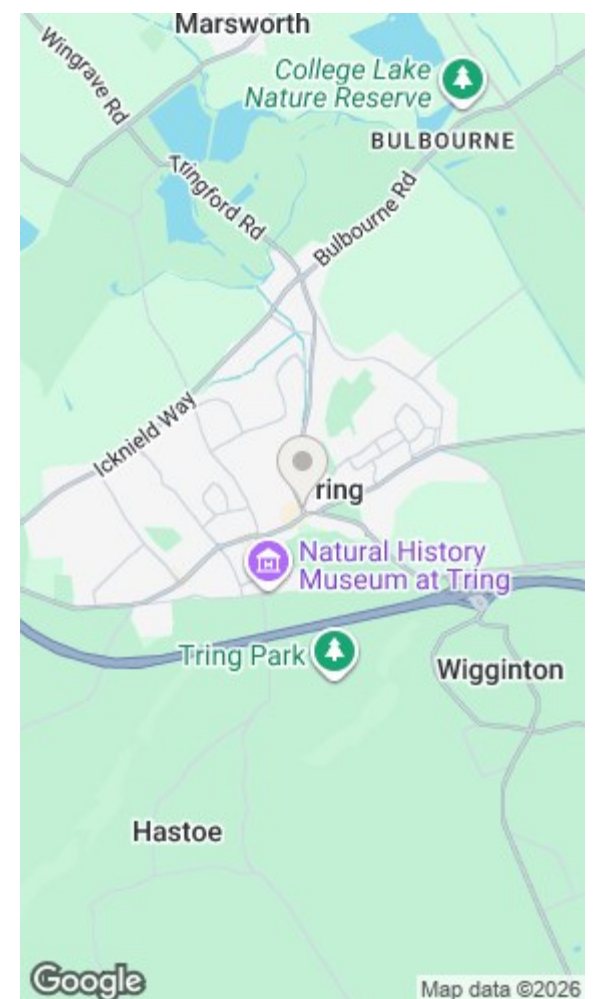 Marsworth
Wingrave Rd
College Lake
Nature Reserve
BULBOURNE
Tringford Rd
Bulbourne Rd
Icknield Way
ring
Natural History
Museum at Tring
Tring Park
Wigginton
Hastoe
Google
Map data ©2026